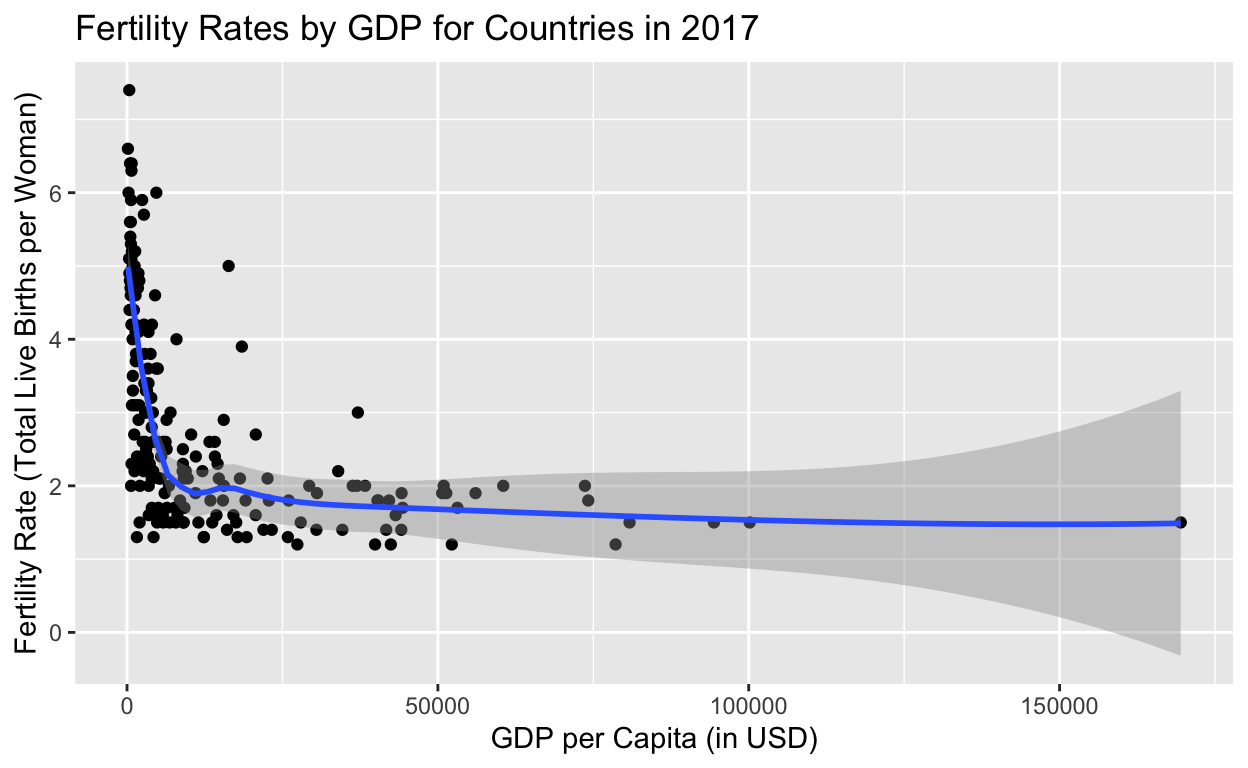 Fertility Rates by GDP for Countries in 2017
Fertility Rate (Total Live Births per Woman)
6
4
2
0
0
50000
100000
150000
GDP per Capita (in USD)